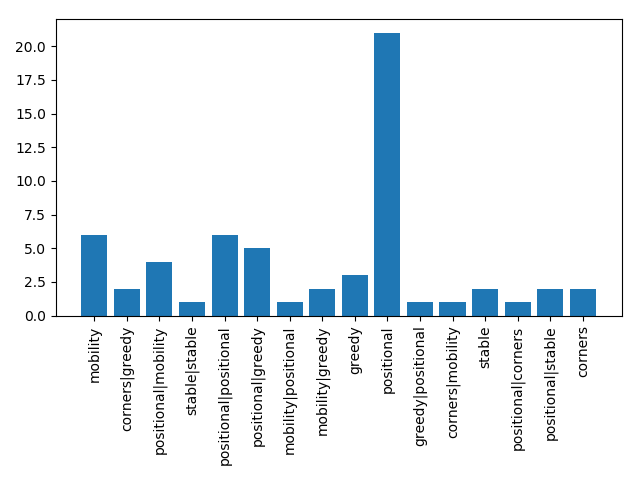 20.0
17.5
15.0
12.5
10.0
7.5
5.0
2.5
0.0
mobility
corners|greedy
positional|mobility
stable|stable
positional|positional
positional|greedy
mobility|positional
mobility|greedy
greedy
positional
greedy|positional
corners|mobility
stable
positional|corners
positional|stable
corners